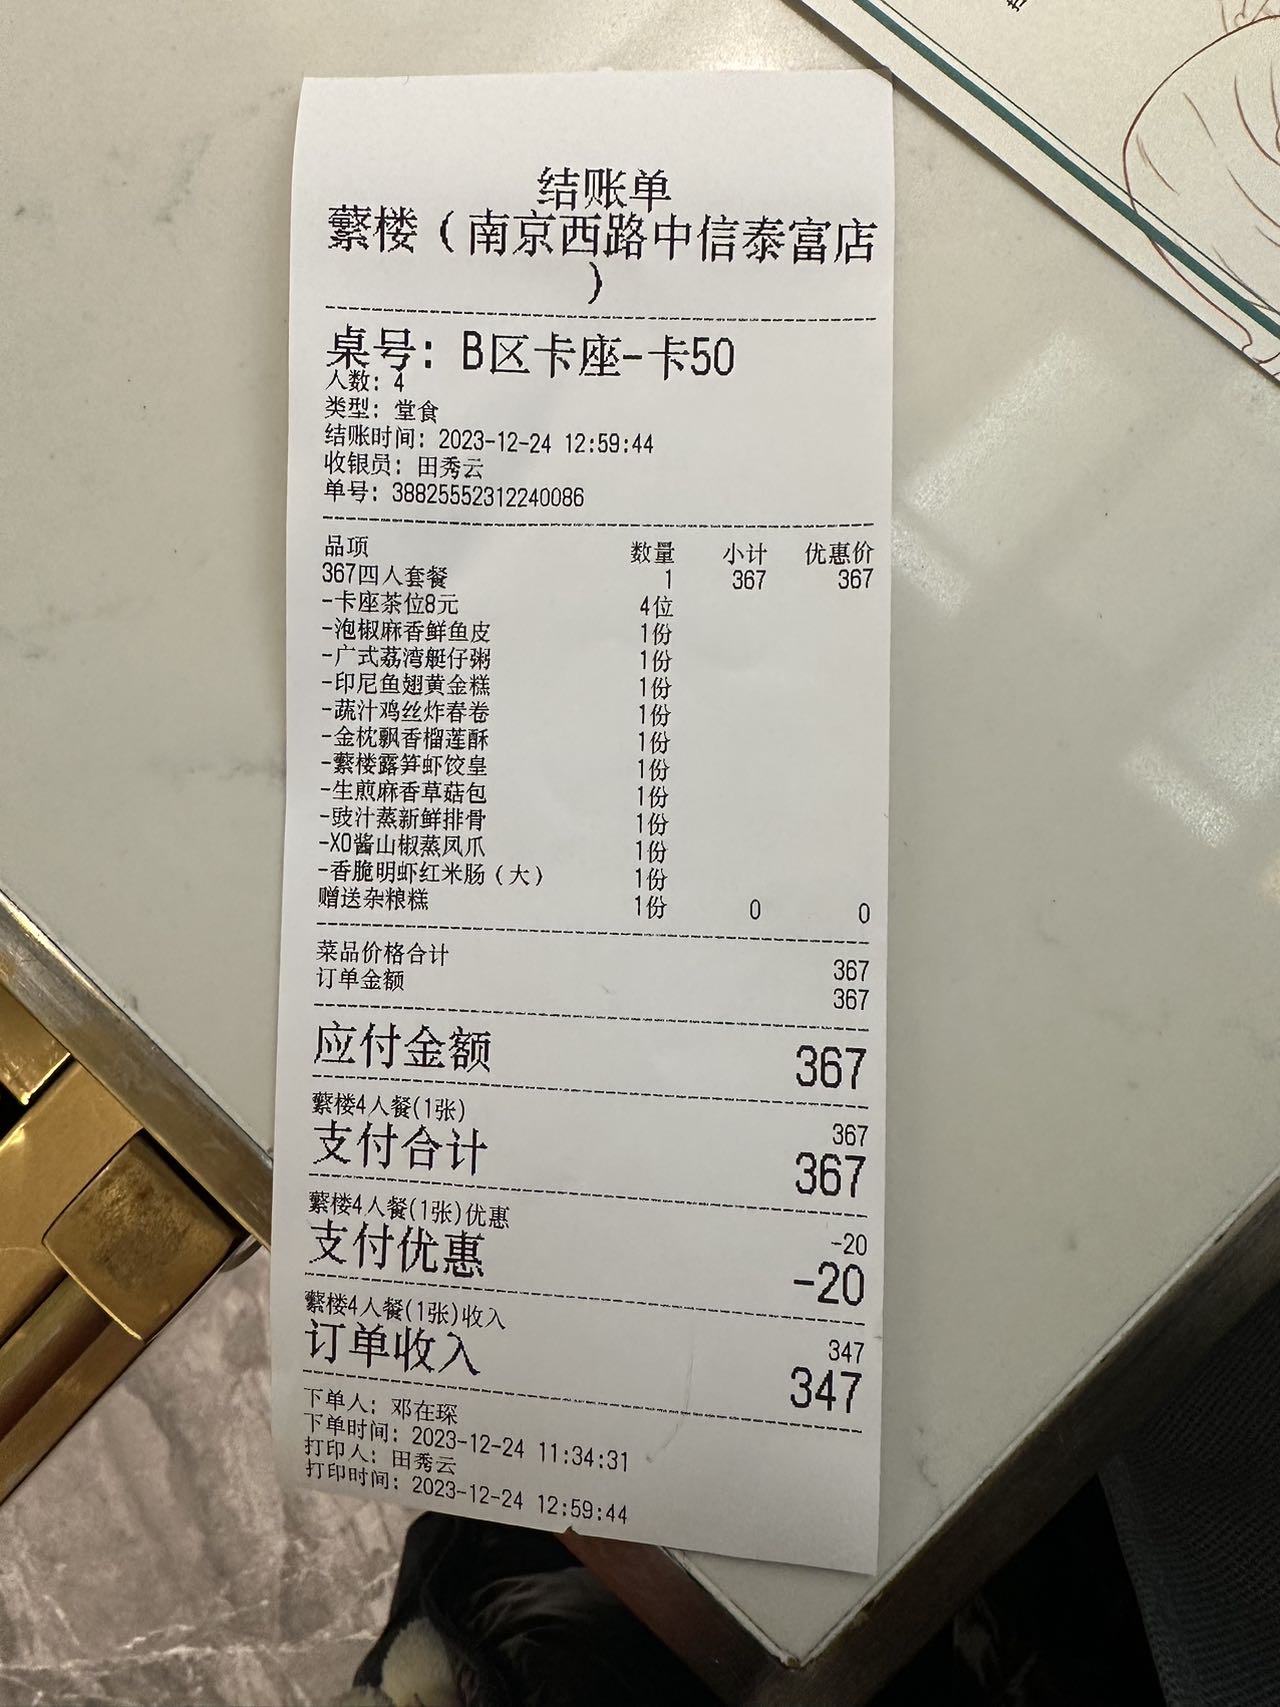 结账单
蘩楼（南京西路中信泰富店
）
桌号：B区卡座-卡50
人数：4
类型：堂食
结账时间：2023-12-24 12:59:44
收银员：田秀云
单号：38825552312240086
品项 数量 小计 优惠价
367四人套餐 1 367 367
-卡座茶位8元 4位
-泡椒麻香鲜鱼皮 1份
-广式荔湾艇仔粥 1份
-印尼鱼翅黄金糕 1份
-蔬汁鸡丝炸春卷 1份
-金枕飘香榴莲酥 1份
-蘩楼露笋虾饺皇 1份
-生煎麻香草菇包 1份
-豉汁蒸新鲜排骨 1份
-XO酱山椒蒸凤爪 1份
-香脆明虾红米肠（大） 1份
赠送杂粮糕 1份 0 0
菜品价格合计 367
订单金额 367
应付金额 367
蘩楼4人餐(1张) 367
支付合计 367
蘩楼4人餐(1张)优惠 -20
支付优惠 -20
蘩楼4人餐(1张)收入 347
订单收入 347
下单人：邓在琛
下单时间：2023-12-24 11:34:31
打印人：田秀云
打印时间：2023-12-24 12:59:44